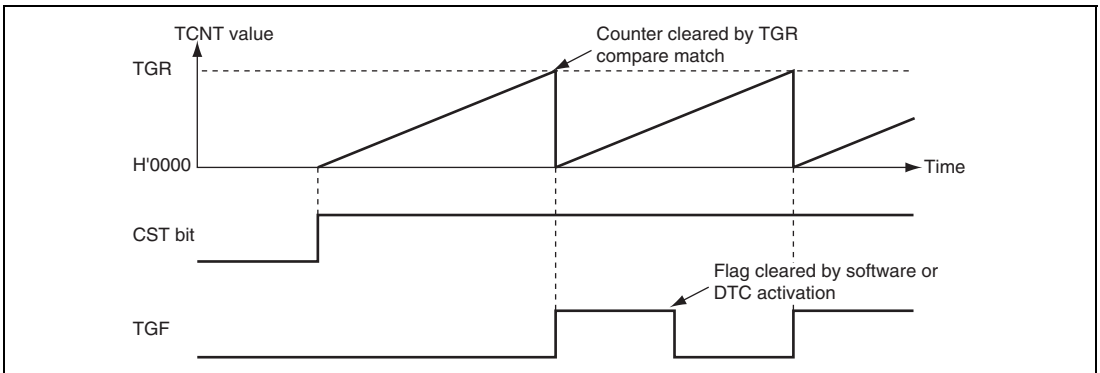 TCNT value
Counter cleared by TGR
compare match
TGR
H'0000
Time
CST bit
Flag cleared by software or
DTC activation
TGF